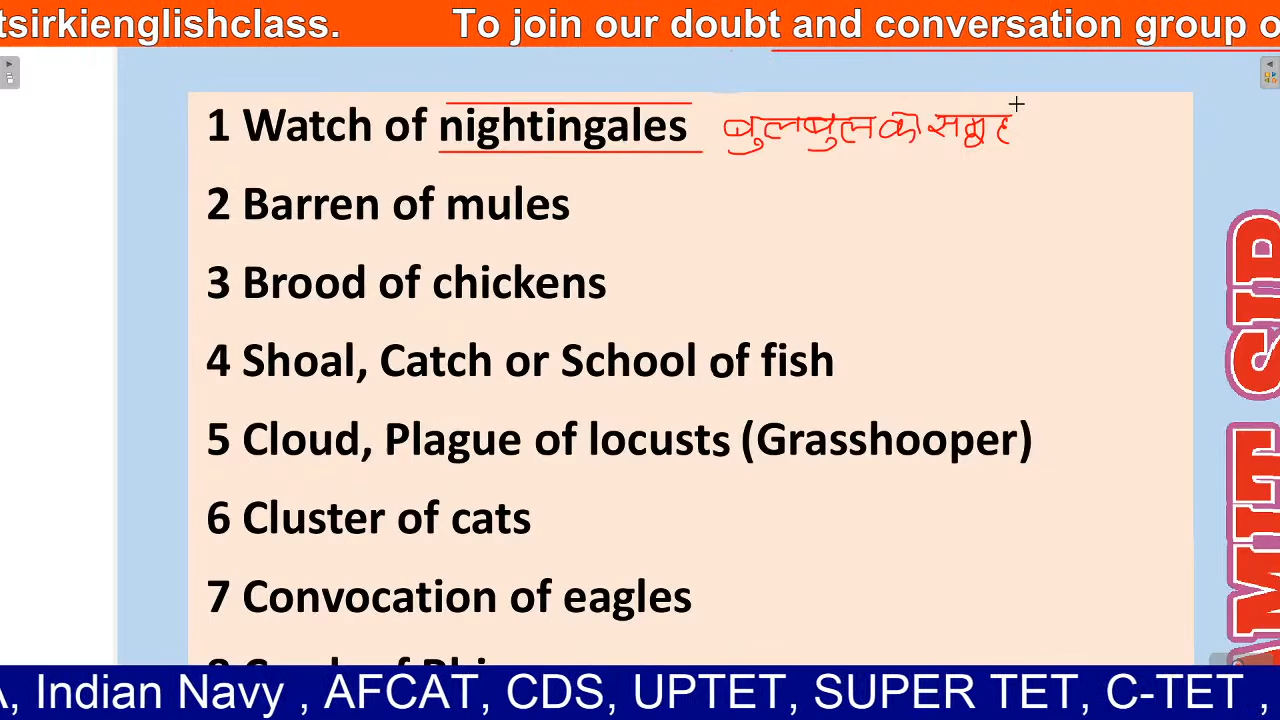 tsirkienglishclass. To join our doubt and conversation group o
1 Watch of nightingales बुलबुल का समूह
2 Barren of mules
3 Brood of chickens
4 Shoal, Catch or School of fish
5 Cloud, Plague of locusts (Grasshooper)
6 Cluster of cats
7 Convocation of eagles
A, Indian Navy , AFCAT, CDS, UPTET, SUPER TET, C-TET ,